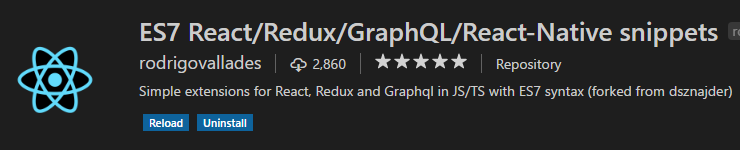 ES7 React/Redux/GraphQL/React-Native snippets
rodrigovallades 2,860 Repository
Simple extensions for React, Redux and Graphql in JS/TS with ES7 syntax (forked from dsznajder)
Reload Uninstall